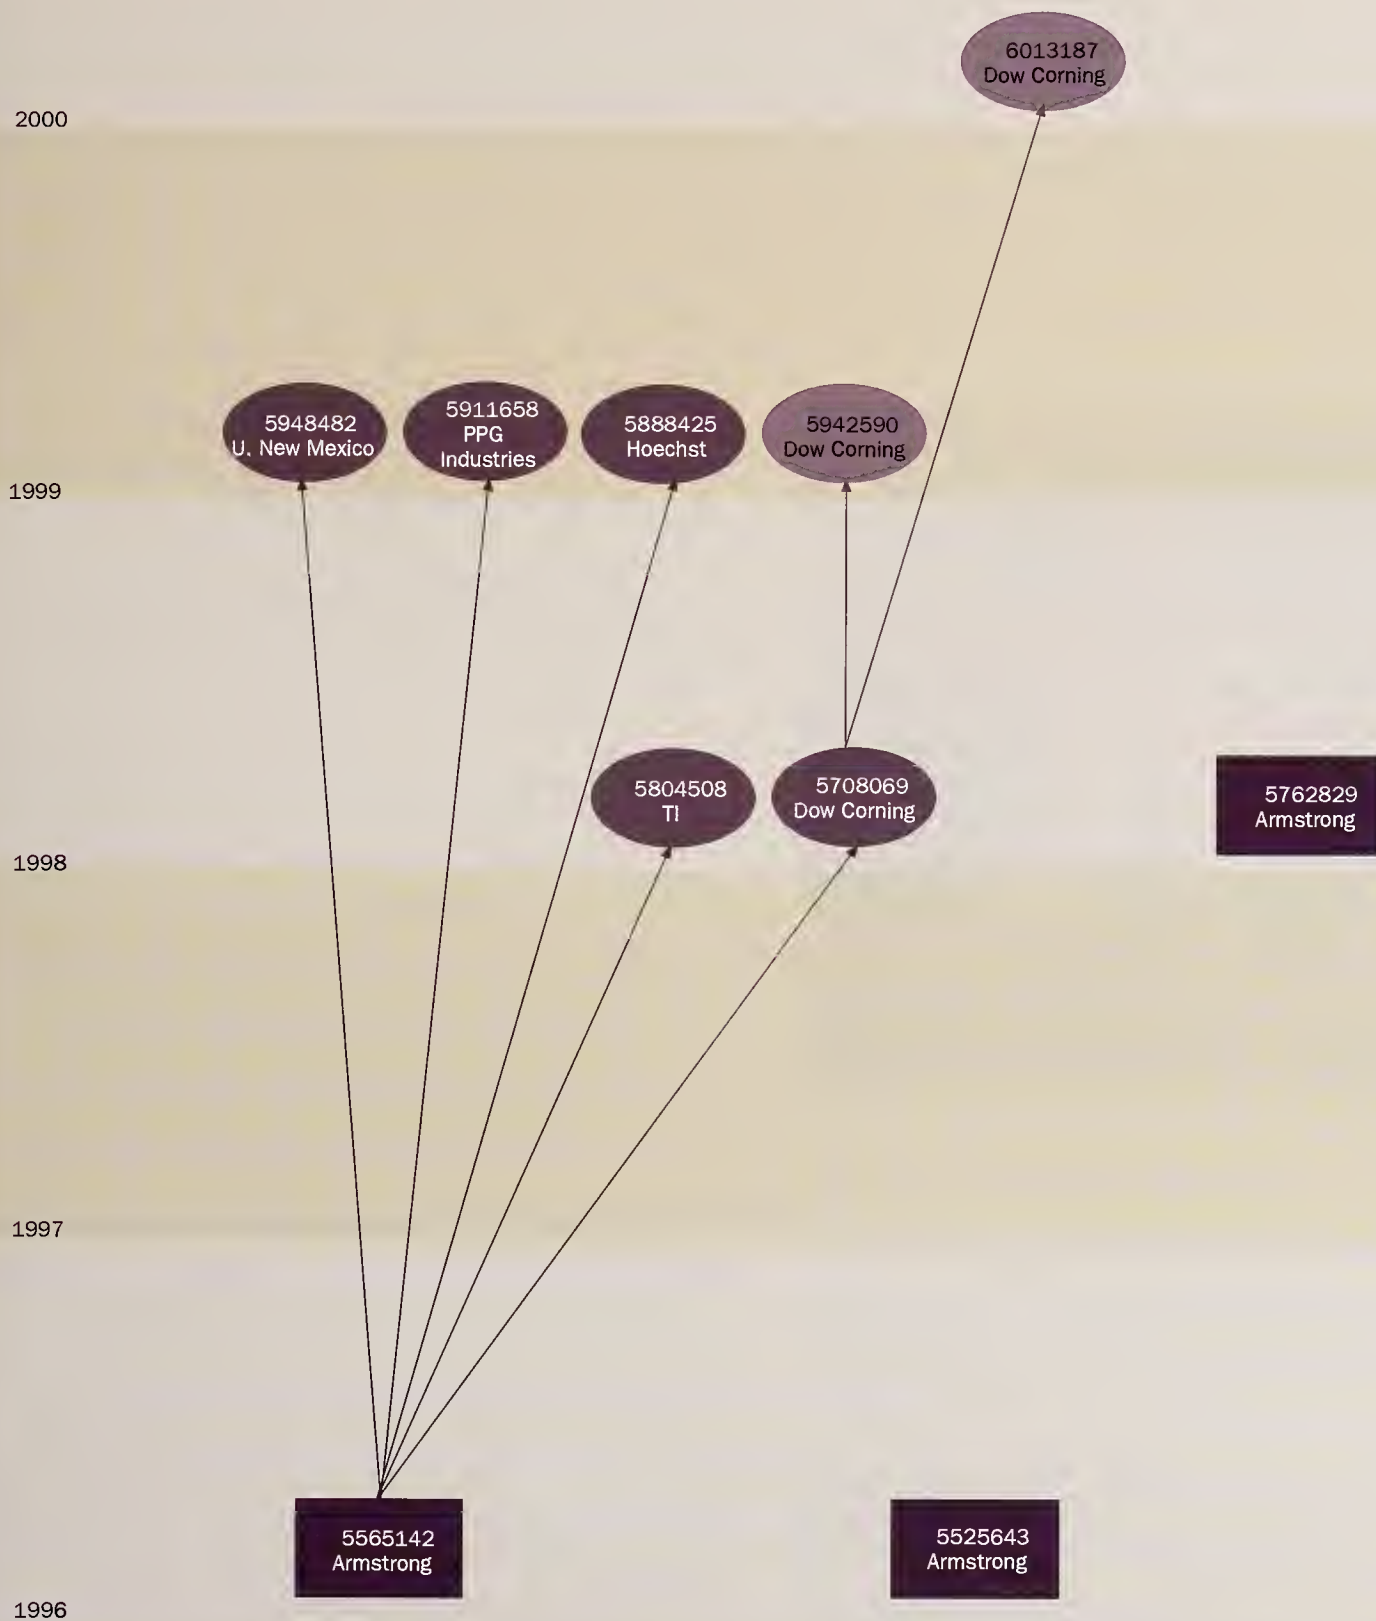 6013187
Dow Corning
2000
5948482
U. New Mexico
5911658
PPG
Industries
5888425
Hoechst
5942590
Dow Corning
1999
5804508
TI
5708069
Dow Corning
5762829
Armstrong
1998
1997
5565142
Armstrong
5525643
Armstrong
1996